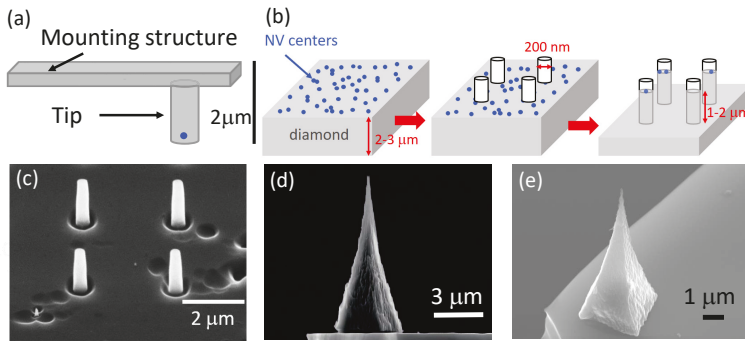 (a)
Mounting structure
Tip
2μm
(b)
NV centers
200 nm
diamond
2-3 μm
1-2 μm
(c)
2 μm
(d)
3 μm
(e)
1 μm